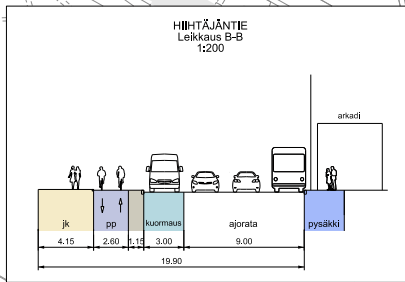 HIIHTÄJÄNTIE
Leikkaus B-B
1:200
arkadi
jk
pp
kuormaus
ajorata
pysäkki
4.15
2.60
1.15
3.00
9.00
19.90